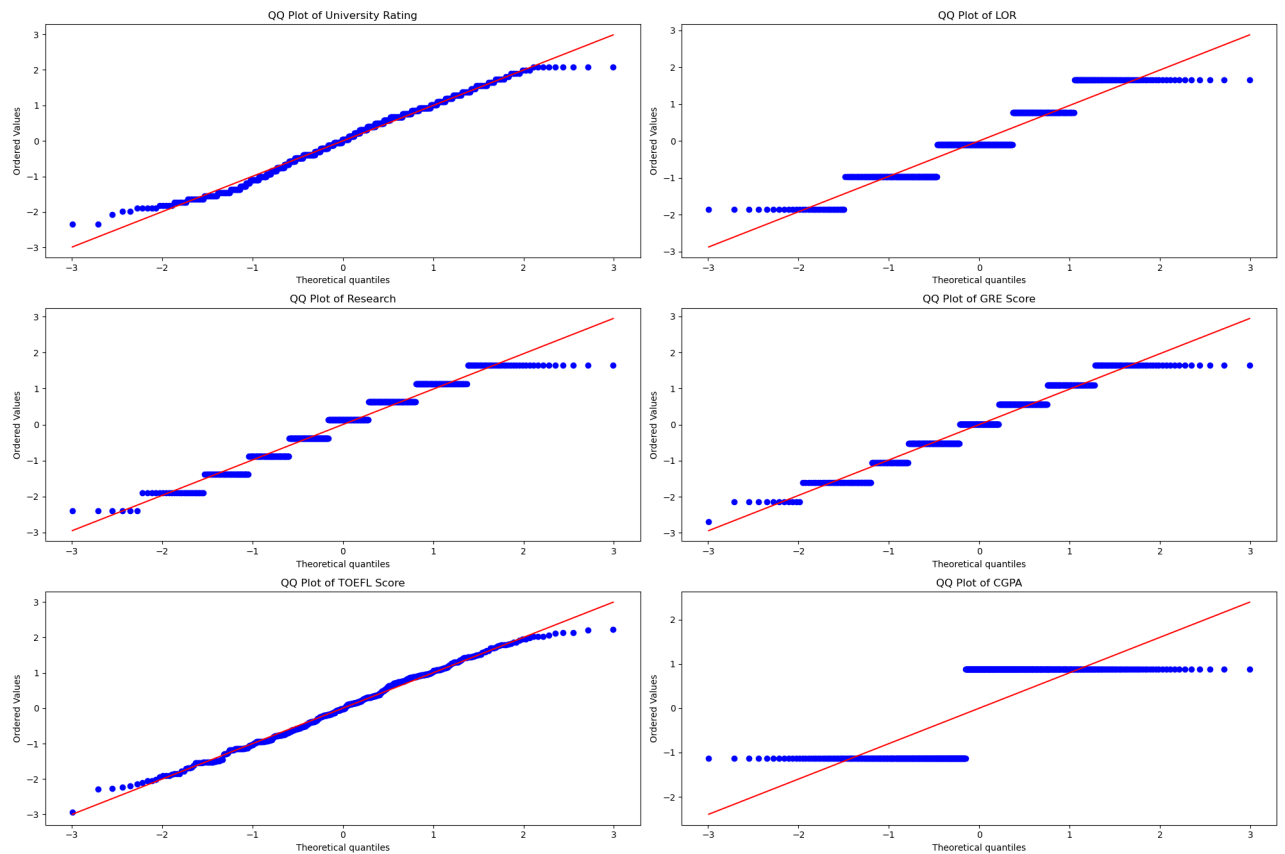 QQ Plot of University Rating
Ordered Values
3
2
1
0
−1
−2
−3
−3 −2 −1 0 1 2 3
Theoretical quantiles
QQ Plot of LOR
Ordered Values
3
2
1
0
−1
−2
−3
−3 −2 −1 0 1 2 3
Theoretical quantiles
QQ Plot of Research
Ordered Values
3
2
1
0
−1
−2
−3
−3 −2 −1 0 1 2 3
Theoretical quantiles
QQ Plot of GRE Score
Ordered Values
3
2
1
0
−1
−2
−3
−3 −2 −1 0 1 2 3
Theoretical quantiles
QQ Plot of TOEFL Score
Ordered Values
3
2
1
0
−1
−2
−3
−3 −2 −1 0 1 2 3
Theoretical quantiles
QQ Plot of CGPA
Ordered Values
2
1
0
−1
−2
−3 −2 −1 0 1 2 3
Theoretical quantiles